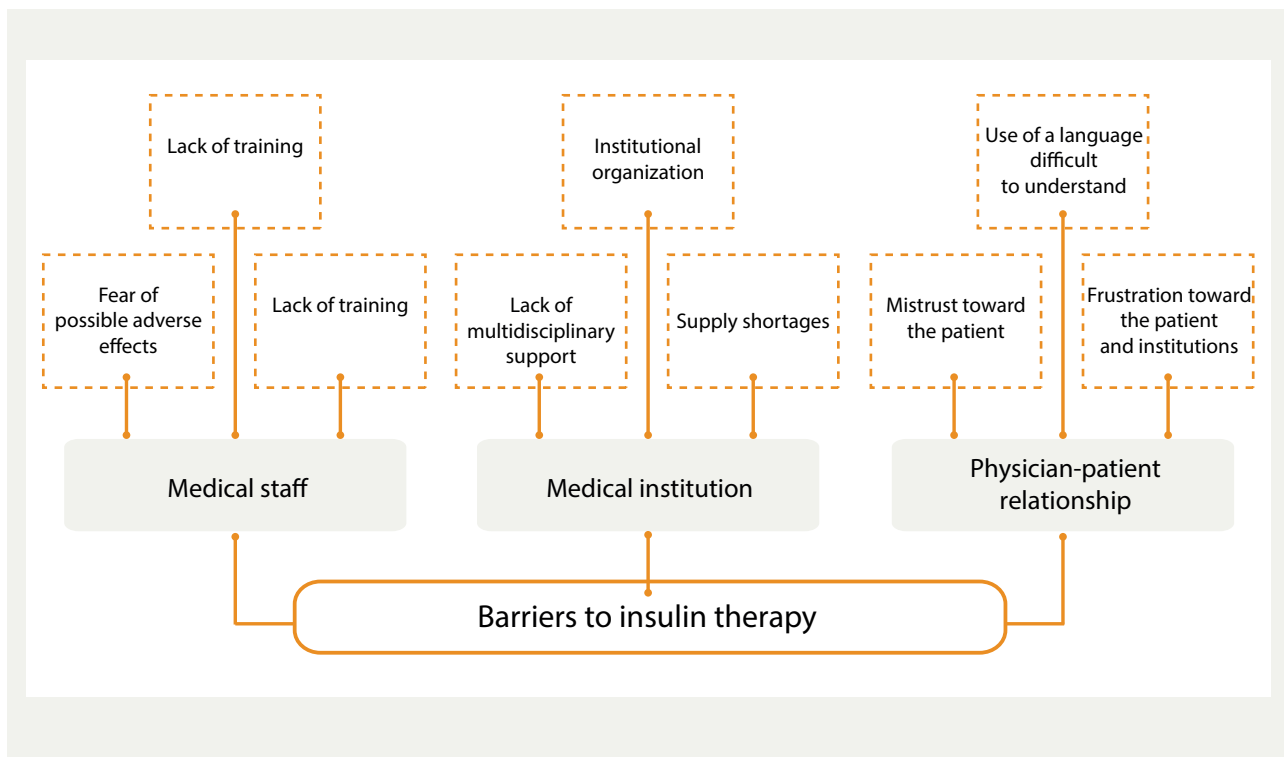 Lack of training
Institutional
organization
Use of a language
difficult
to understand
Fear of
possible adverse
effects
Lack of training
Lack of
multidisciplinary
support
Supply shortages
Mistrust toward
the patient
Frustration toward
the patient
and institutions
Medical staff
Medical institution
Physician-patient
relationship
Barriers to insulin therapy